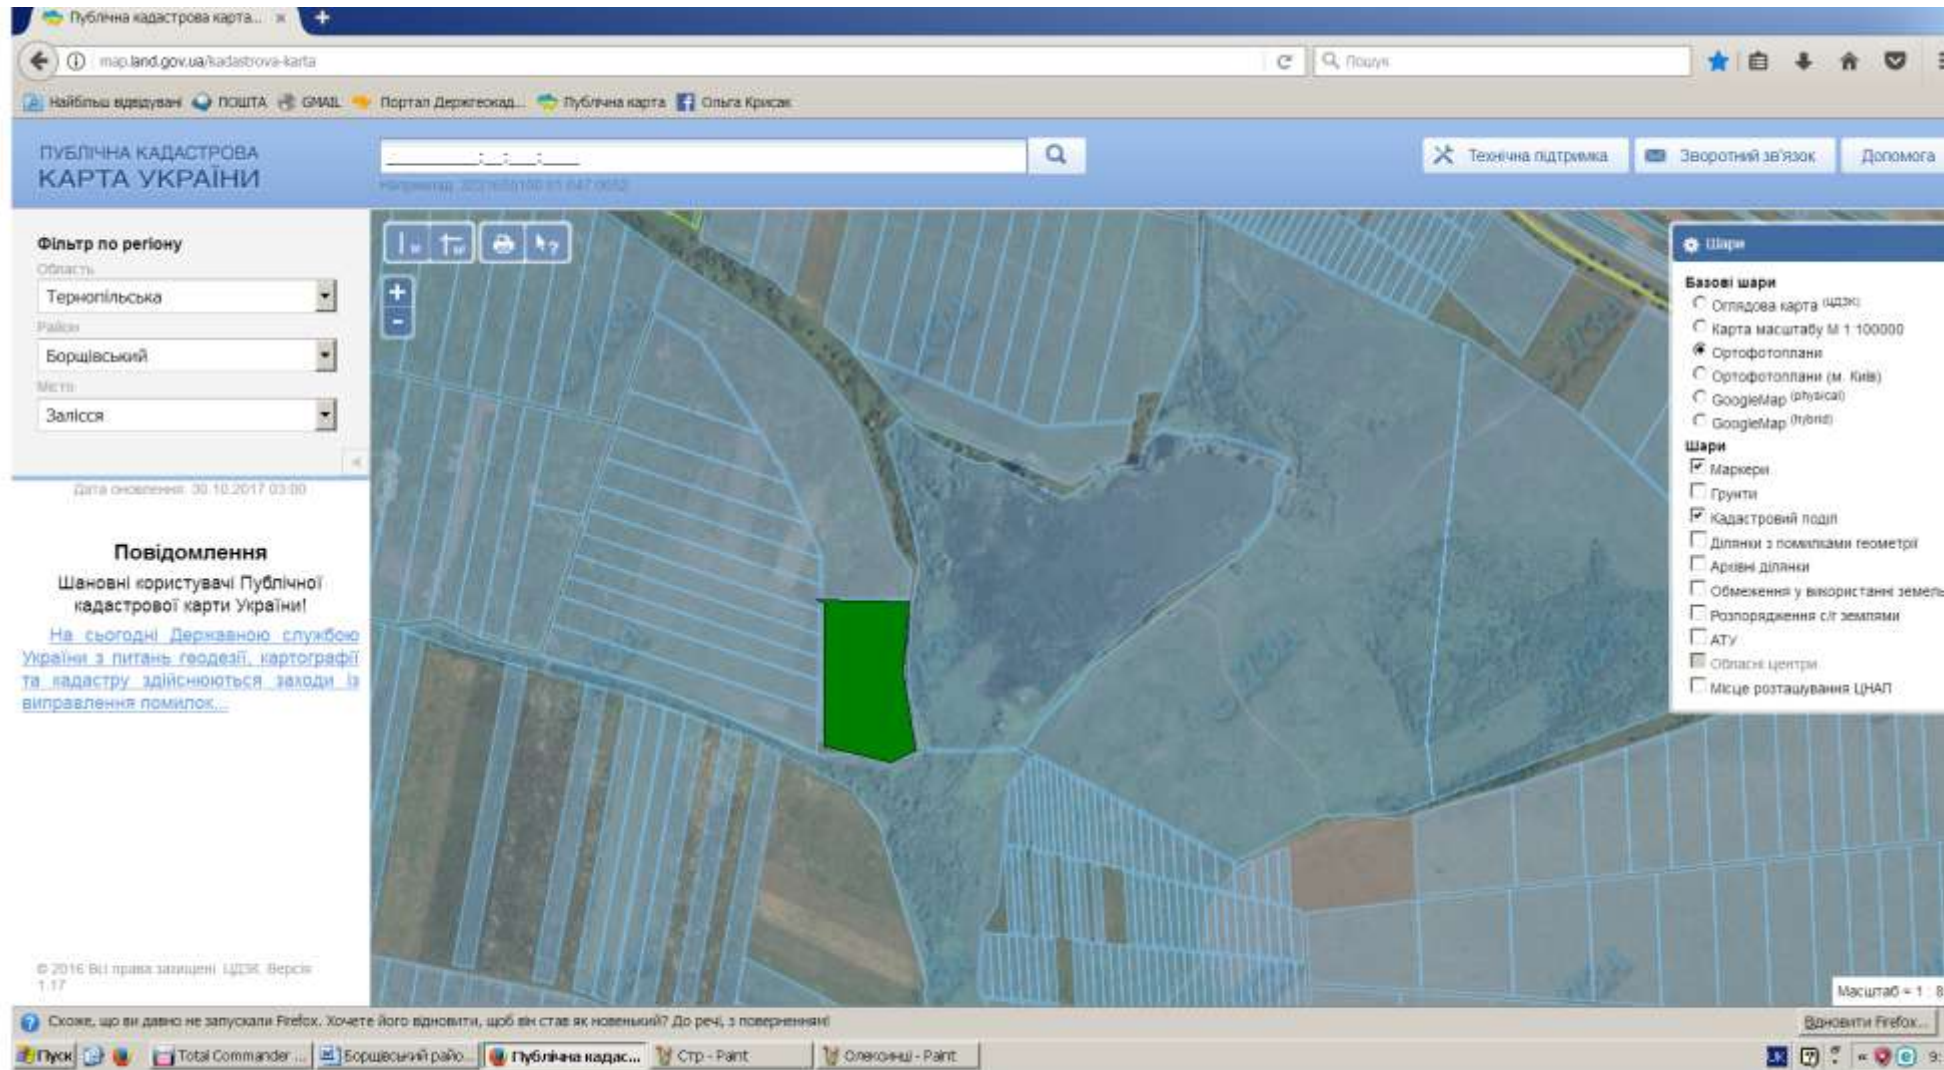 Публічна кадастрова карта...
map.land.gov.ua/kadastrova-karta
Пошук
Найбільш відвідувані ПОШТА GMAIL Портал Держгеокад... Публічна карта Ольга Крисак
ПУБЛІЧНА КАДАСТРОВА
КАРТА УКРАЇНИ
Технічна підтримка Зворотний зв'язок Допомога
Фільтр по регіону
Область
Тернопільська
Район
Борщівський
Місто
Залісся
Дата оновлення: 30.10.2017 03:00
Повідомлення
Шановні користувачі Публічної
кадастрової карти України!
На сьогодні Державною службою
України з питань геодезії, картографії
та кадастру здійснюються заходи із
виправлення помилок...
© 2016 Всі права захищені. ЦДЗК. Версія
1.17
Шари
Базові шари
Оглядова карта (ЦДЗК)
Карта масштабу М 1 100000
Ортофотоплани
Ортофотоплани (м. Київ)
GoogleMap (physical)
GoogleMap (hybrid)
Шари
Маркери
Грунти
Кадастровий поділ
Ділянки з помилками геометрії
Архівні ділянки
Обмеження у використанні земель
Розпорядження с/г землями
АТУ
Обласні центри
Місце розташування ЦНАП
Масштаб = 1 : 8
Схоже, що ви давно не запускали Firefox. Хочете його відновити, щоб він став як новенький? До речі, з поверненням!
Відновити Firefox...
Пуск Total Commander ... Борщівський райо... Публічна кадас... Стр - Paint Олексинці - Paint UK 9: